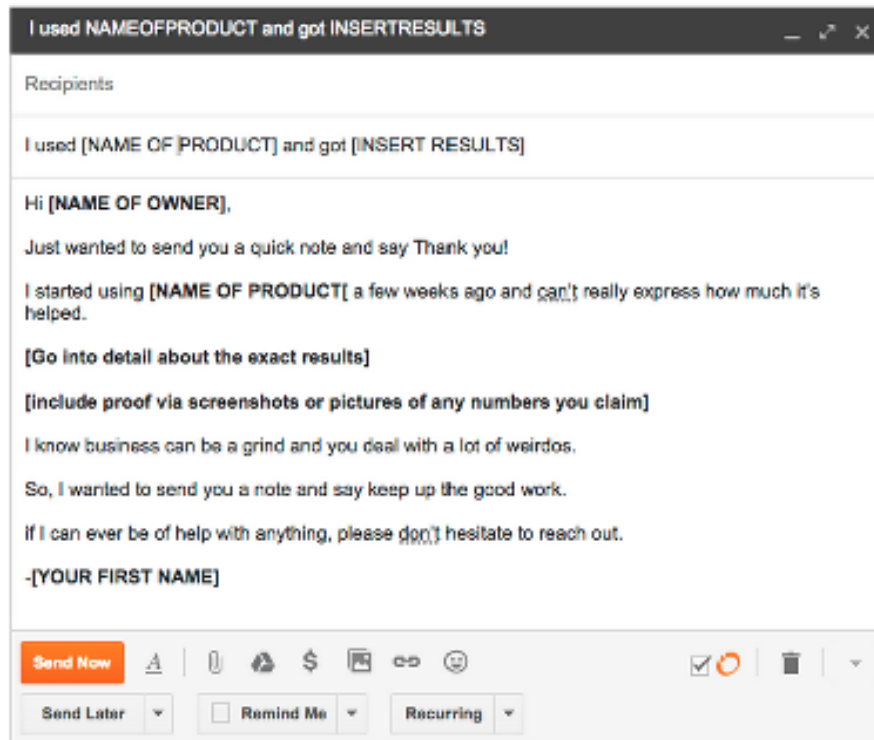 I used NAMEOFPRODUCT and got INSERTRESULTS
Recipients
I used [NAME OF PRODUCT] and got [INSERT RESULTS]
Hi [NAME OF OWNER],
Just wanted to send you a quick note and say Thank you!
I started using [NAME OF PRODUCT[ a few weeks ago and can't really express how much it's
helped.
[Go into detail about the exact results]
[include proof via screenshots or pictures of any numbers you claim]
I know business can be a grind and you deal with a lot of weirdos.
So, I wanted to send you a note and say keep up the good work.
if I can ever be of help with anything, please don't hesitate to reach out.
-[YOUR FIRST NAME]
Send Now A $
Send Later Remind Me Recurring